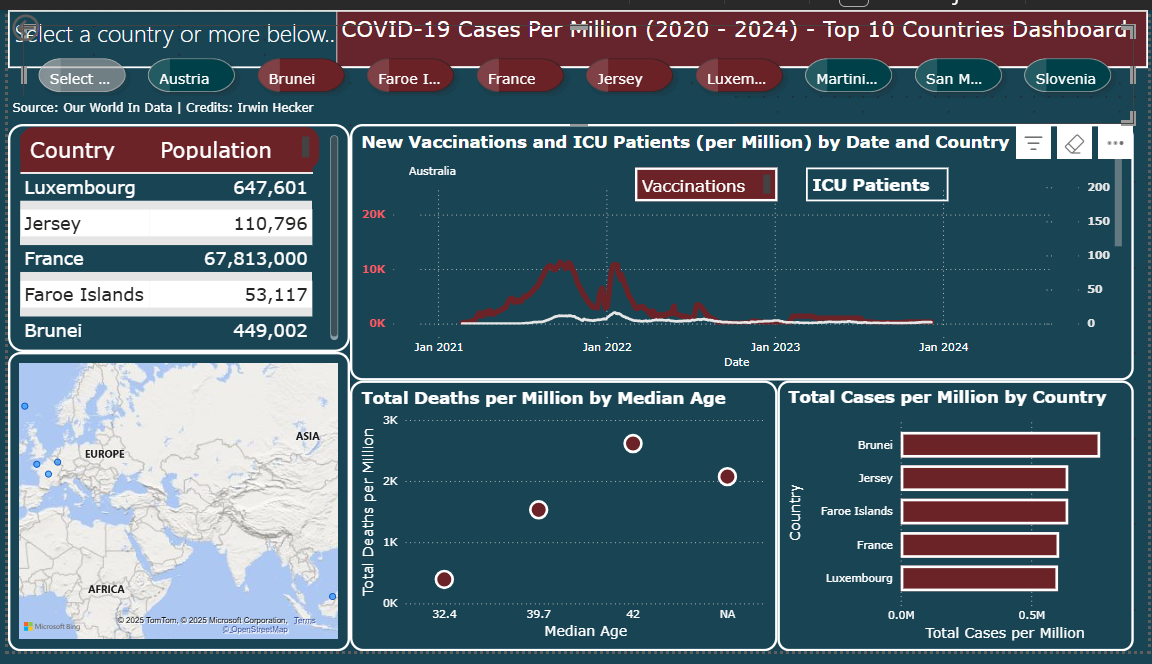 Select a country or more below..
COVID-19 Cases Per Million (2020 - 2024) - Top 10 Countries Dashboard
Select ...
Austria
Brunei
Faroe I...
France
Jersey
Luxem...
Martini...
San M...
Slovenia
Source: Our World In Data | Credits: Irwin Hecker
Country Population
Luxembourg 647,601
Jersey 110,796
France 67,813,000
Faroe Islands 53,117
Brunei 449,002
New Vaccinations and ICU Patients (per Million) by Date and Country
Australia
Vaccinations
ICU Patients
20K
10K
0K
200
150
100
50
0
Jan 2021
Jan 2022
Jan 2023
Jan 2024
Date
EUROPE
ASIA
AFRICA
Microsoft Bing
© 2025 TomTom, © 2025 Microsoft Corporation, Terms
© OpenStreetMap
Total Deaths per Million by Median Age
Total Deaths per Million
3K
2K
1K
0K
32.4
39.7
42
NA
Median Age
Total Cases per Million by Country
Country
Brunei
Jersey
Faroe Islands
France
Luxembourg
0.0M
0.5M
Total Cases per Million